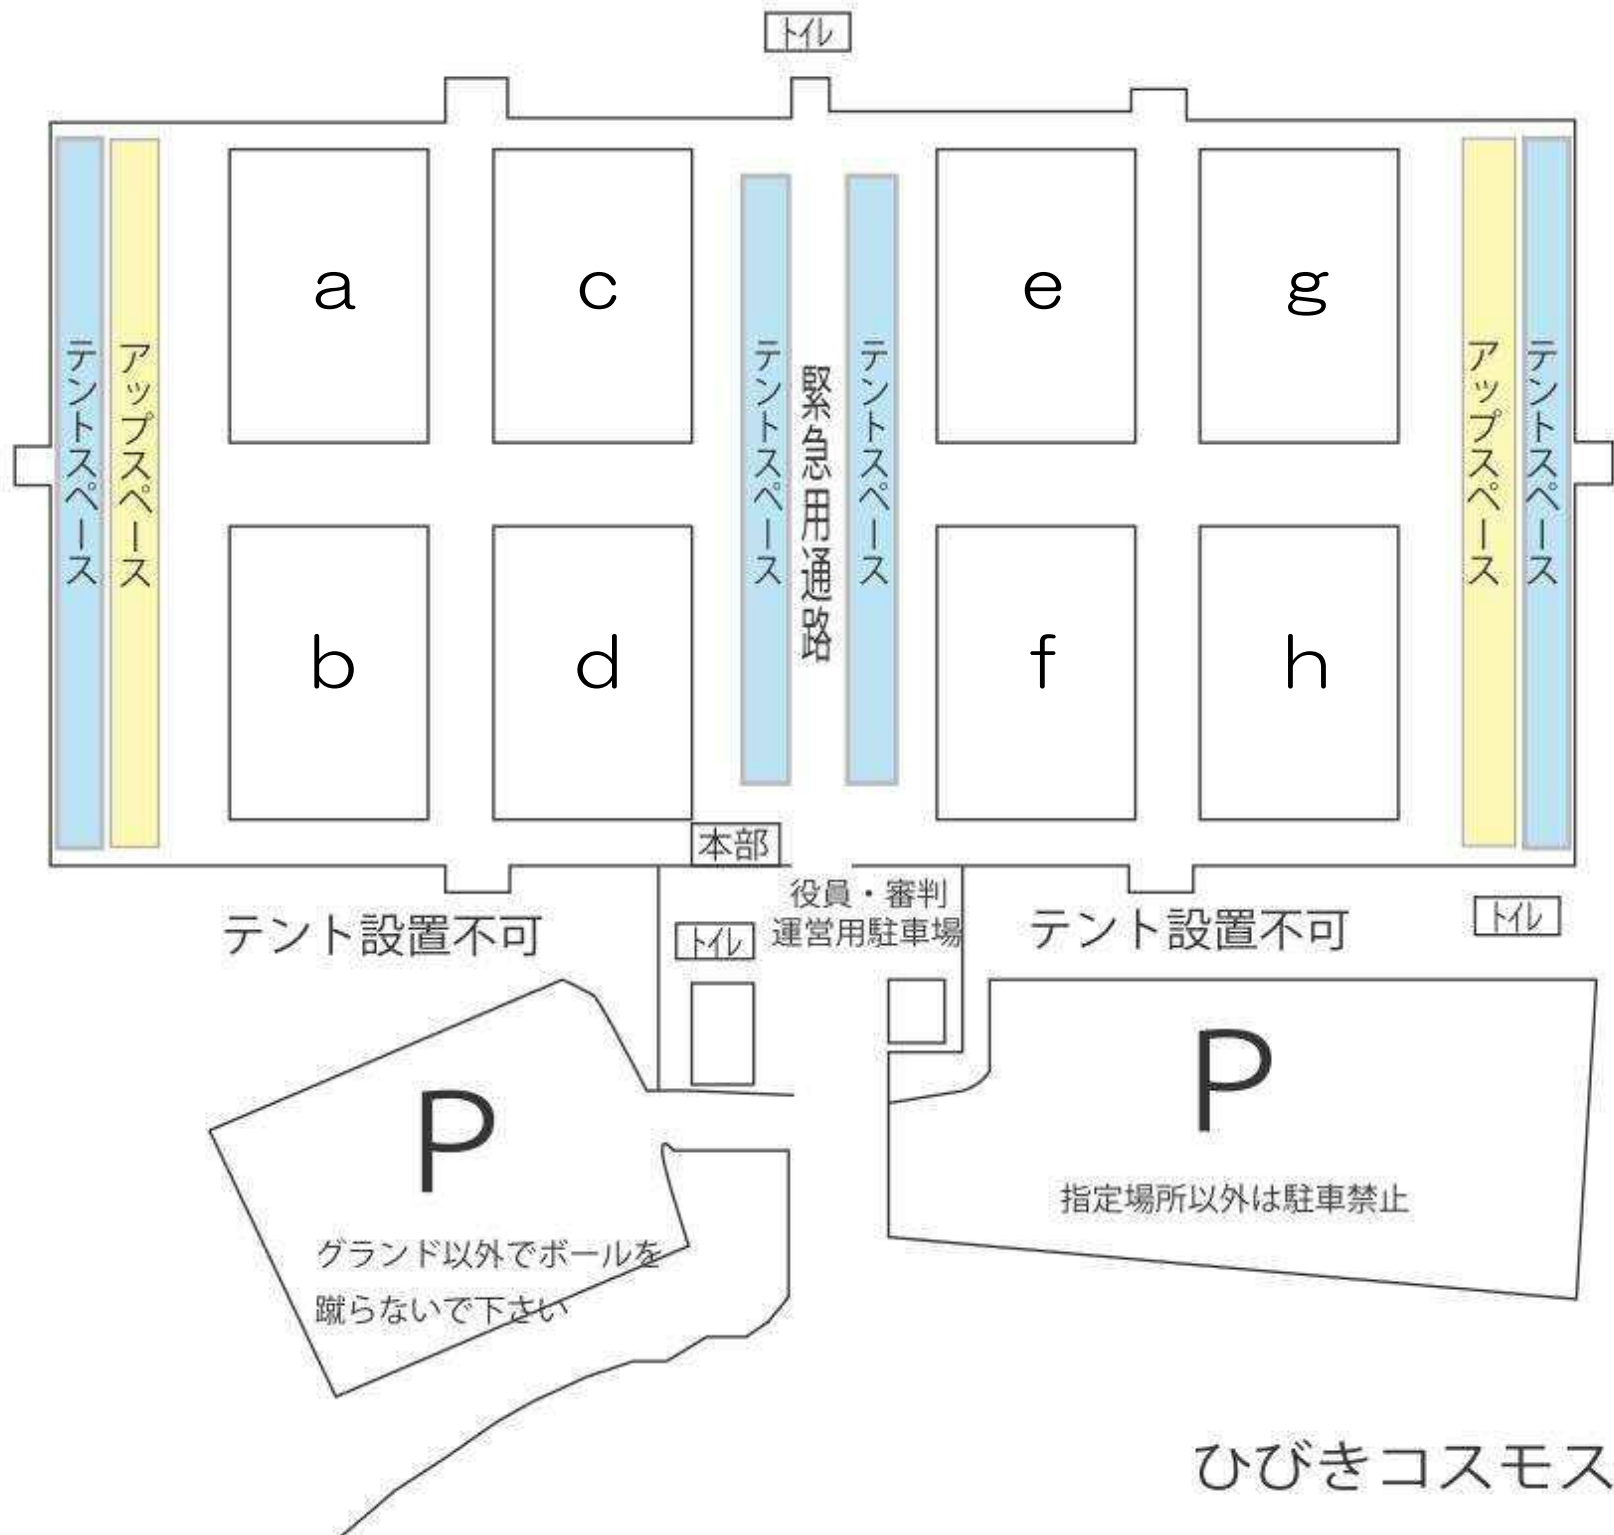 トイレ
a
c
e
g
テントスペース
アップスペース
テントスペース
緊急用通路
テントスペース
アップスペース
テントスペース
b
d
f
h
本部
役員・審判
運営用駐車場
テント設置不可
トイレ
テント設置不可
トイレ
P
グランド以外でボールを
蹴らないで下さい
P
指定場所以外は駐車禁止
ひびきコスモス